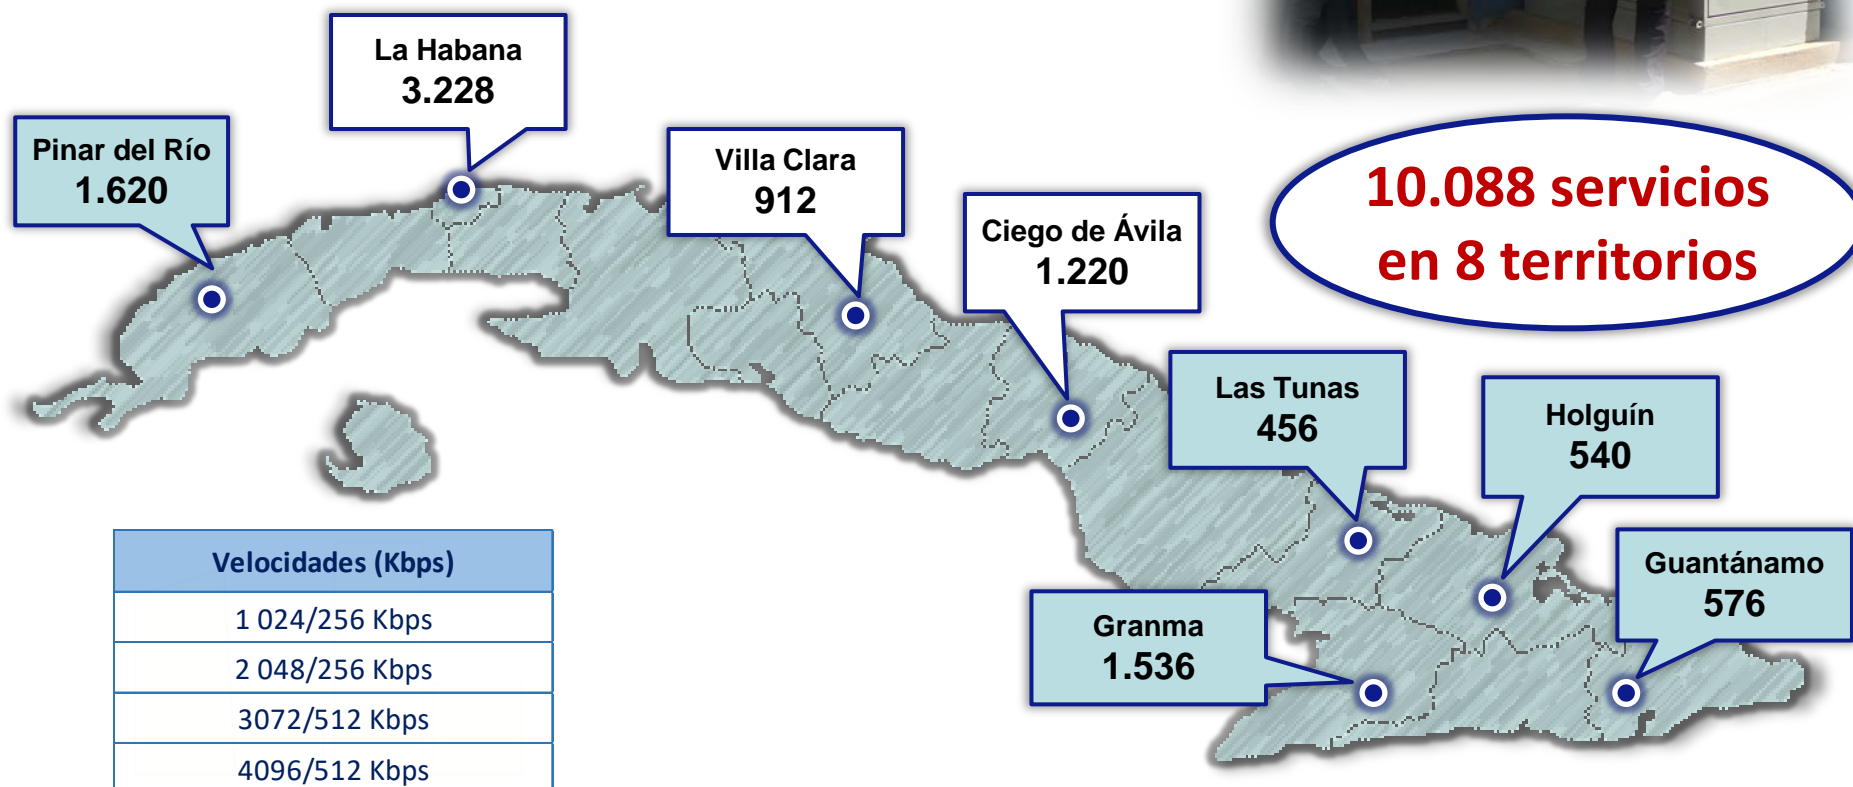 La Habana
3.228
Pinar del Río
1.620
Villa Clara
912
Ciego de Ávila
1.220
10.088 servicios
en 8 territorios
Las Tunas
456
Holguín
540
Guantánamo
576
Granma
1.536
Velocidades (Kbps)
1 024/256 Kbps
2 048/256 Kbps
3072/512 Kbps
4096/512 Kbps